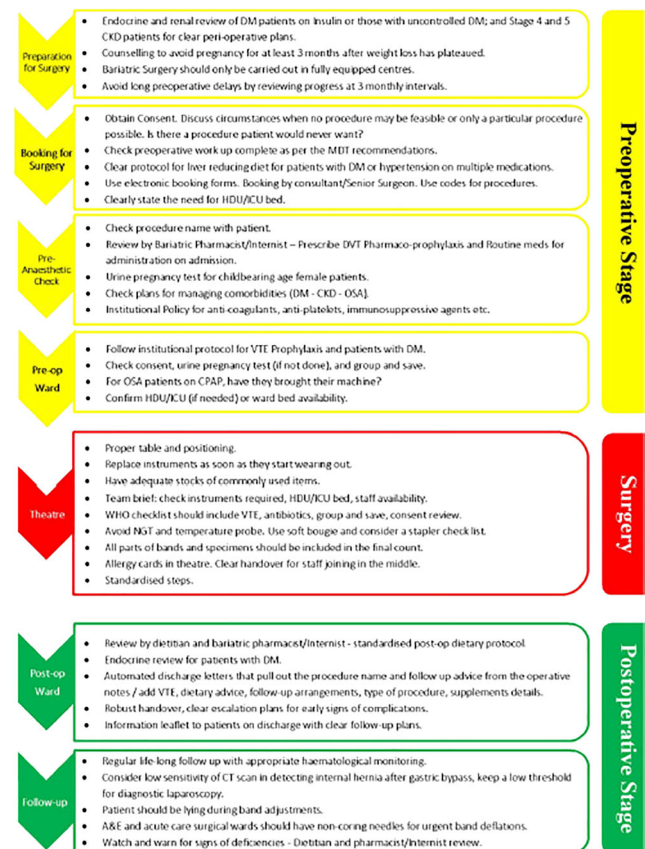 Preparation
for Surgery
• Endocrine and renal review of DM patients on Insulin or those with uncontrolled DM; and Stage 4 and 5
CKD patients for clear peri-operative plans.
• Counselling to avoid pregnancy for at least 3 months after weight loss has plateaued.
• Bariatric Surgery should only be carried out in fully equipped centres.
• Avoid long preoperative delays by reviewing progress at 3 monthly intervals.
Booking for
Surgery
• Obtain Consent. Discuss circumstances when no procedure may be feasible or only a particular procedure
possible. Is there a procedure patient would never want?
• Check preoperative work up complete as per the MDT recommendations.
• Clear protocol for liver reducing diet for patients with DM or hypertension on multiple medications.
• Use electronic booking forms. Booking by consultant/Senior Surgeon. Use codes for procedures.
• Clearly state the need for HDU/ICU bed.
Pre-
Anaesthetic
Check
• Check procedure name with patient.
• Review by Bariatric Pharmacist/Internist – Prescribe DVT Pharmaco-prophylaxis and Routine meds for
administration on admission.
• Urine pregnancy test for childbearing age female patients.
• Check plans for managing comorbidities (DM - CKD - OSA).
• Institutional Policy for anti-coagulants, anti-platelets, immunosuppressive agents etc.
Pre-op
Ward
• Follow institutional protocol for VTE Prophylaxis and patients with DM.
• Check consent, urine pregnancy test (if not done), and group and save.
• For OSA patients on CPAP, have they brought their machine?
• Confirm HDU/ICU (if needed) or ward bed availability.
Preoperative Stage
Theatre
• Proper table and positioning.
• Replace instruments as soon as they start wearing out.
• Have adequate stocks of commonly used items.
• Team brief: check instruments required, HDU/ICU bed, staff availability.
• WHO checklist should include VTE, antibiotics, group and save, consent review.
• Avoid NGT and temperature probe. Use soft bougie and consider a stapler check list.
• All parts of bands and specimens should be included in the final count.
• Allergy cards in theatre. Clear handover for staff joining in the middle.
• Standardised steps.
Surgery
Post-op
Ward
• Review by dietitian and bariatric pharmacist/Internist - standardised post-op dietary protocol
• Endocrine review for patients with DM.
• Automated discharge letters that pull out the procedure name and follow up advice from the operative
notes / add VTE, dietary advice, follow-up arrangements, type of procedure, supplements details.
• Robust handover, clear escalation plans for early signs of complications.
• Information leaflet to patients on discharge with clear follow-up plans.
Follow-up
• Regular life-long follow up with appropriate haematological monitoring.
• Consider low sensitivity of CT scan in detecting internal hernia after gastric bypass, keep a low threshold
for diagnostic laparoscopy.
• Patient should be lying during band adjustments.
• A&E and acute care surgical wards should have non-coring needles for urgent band deflations.
• Watch and warn for signs of deficiencies - Dietitian and pharmacist/Internist review.
Postoperative Stage